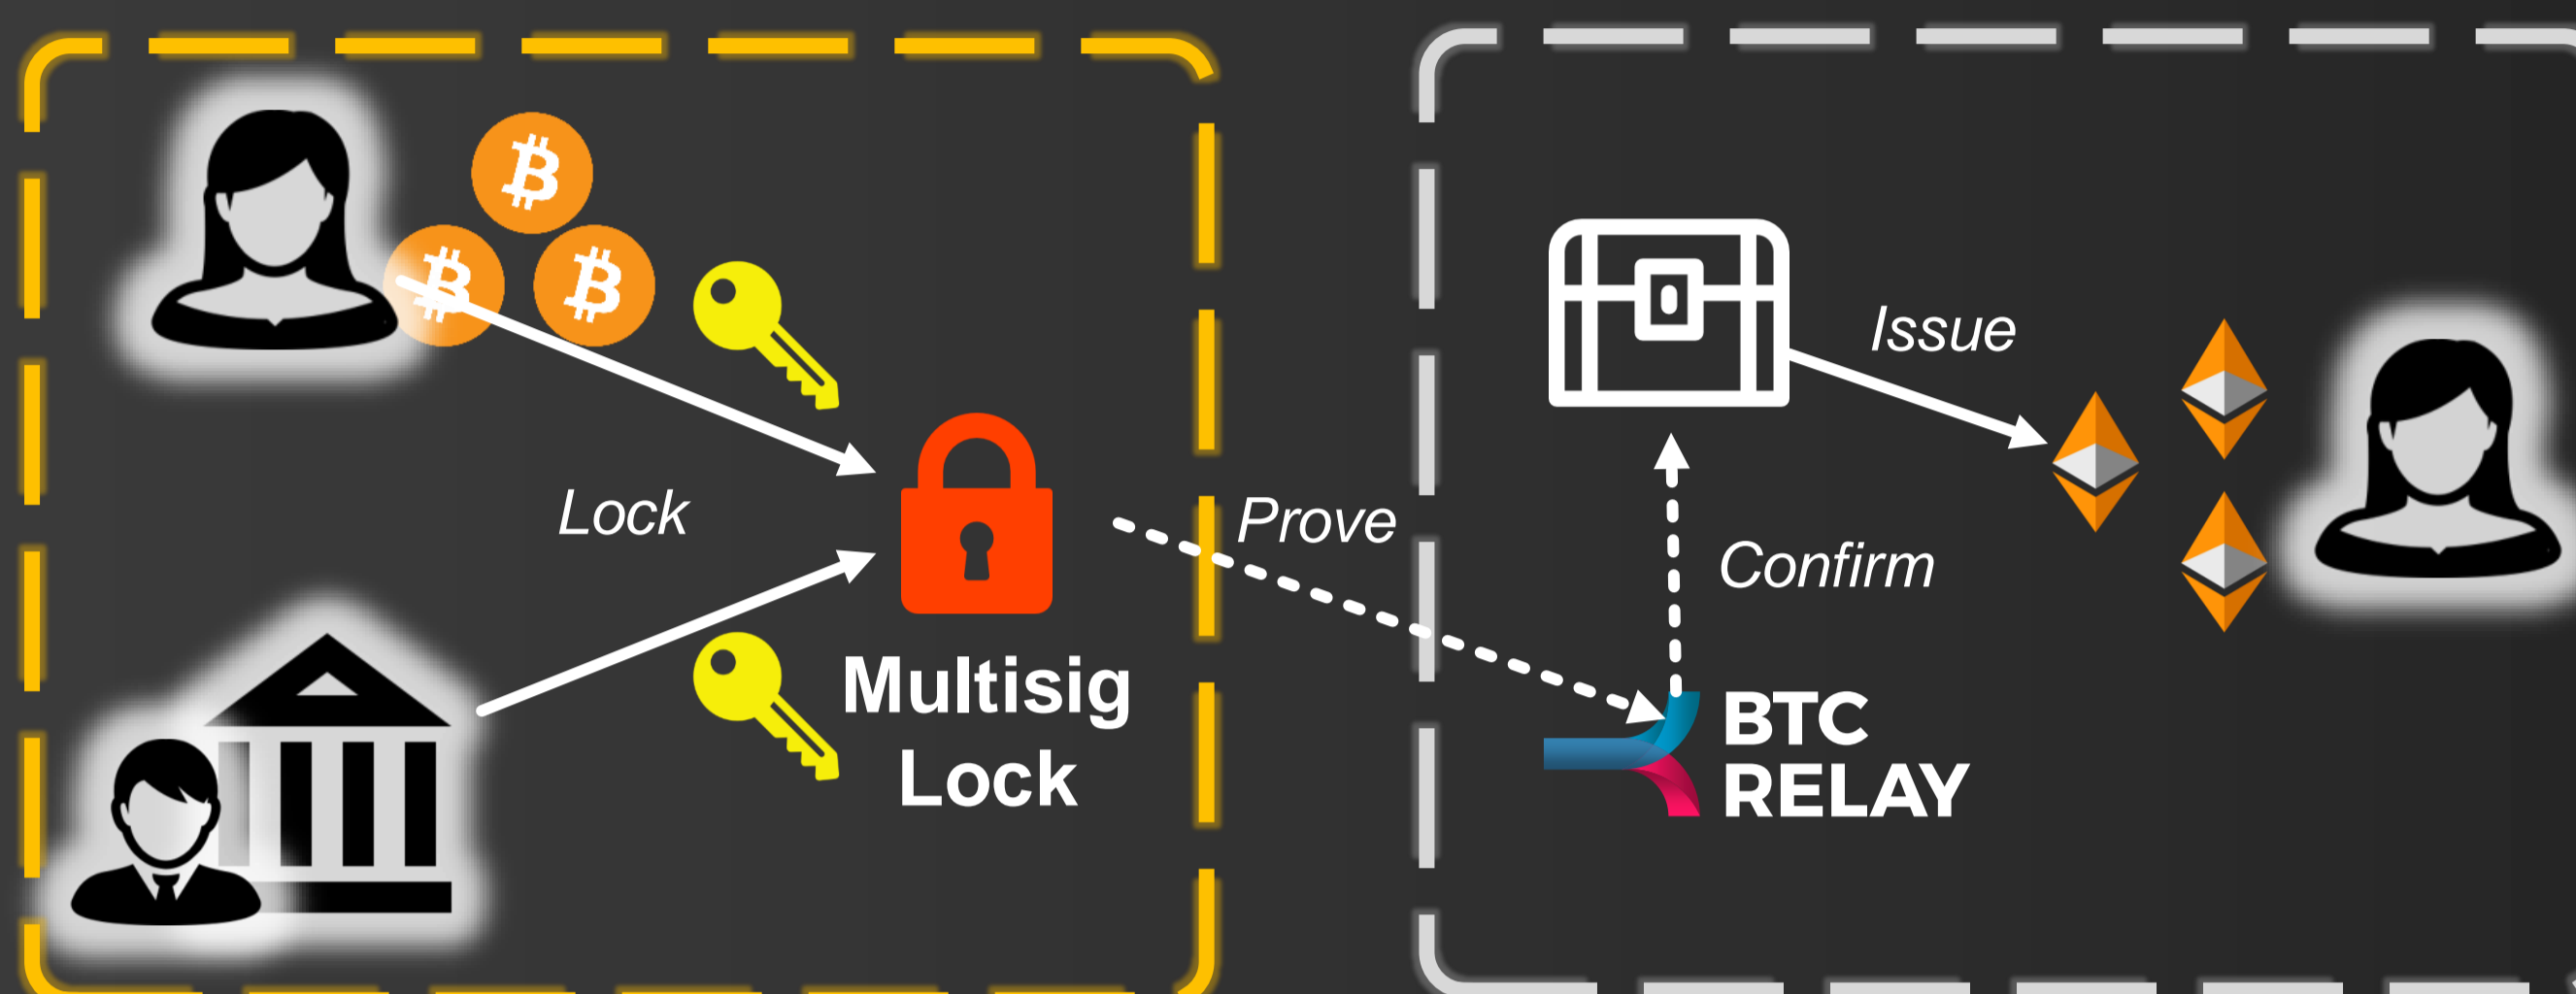 Lock
Multisig
Lock
Prove
Issue
Confirm
BTC
RELAY